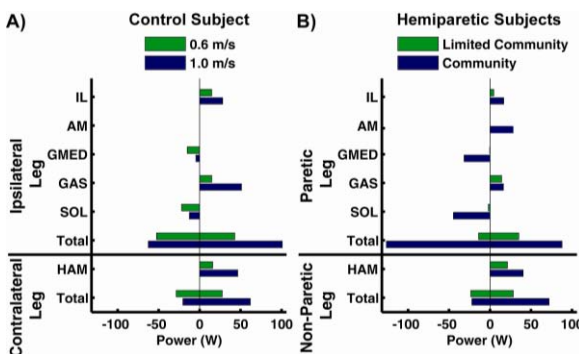 A) Control Subject
0.6 m/s
1.0 m/s
Ipsilateral Leg
IL
AM
GMED
GAS
SOL
Total
Contralateral Leg
HAM
Total
-100 -50 0 50 100
Power (W)
B) Hemiparetic Subjects
Limited Community
Community
Paretic Leg
IL
AM
GMED
GAS
SOL
Total
Non-Paretic Leg
HAM
Total
-100 -50 0 50 100
Power (W)